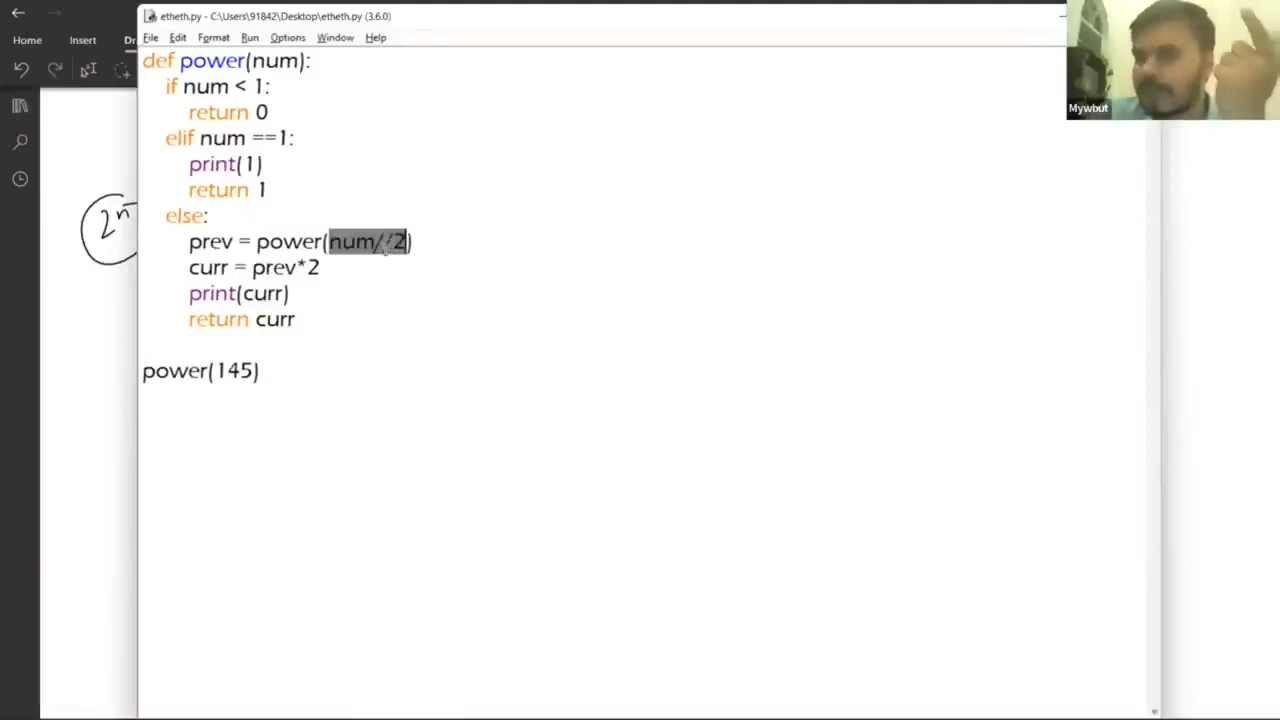 etheth.py - C:\Users\91842\Desktop\etheth.py (3.6.0)
Home Insert
File Edit Format Run Options Window Help
def power(num):
if num < 1:
return 0
elif num ==1:
print(1)
return 1
else:
prev = power(num//2)
curr = prev*2
print(curr)
return curr
power(145)
2^n
Mywbut